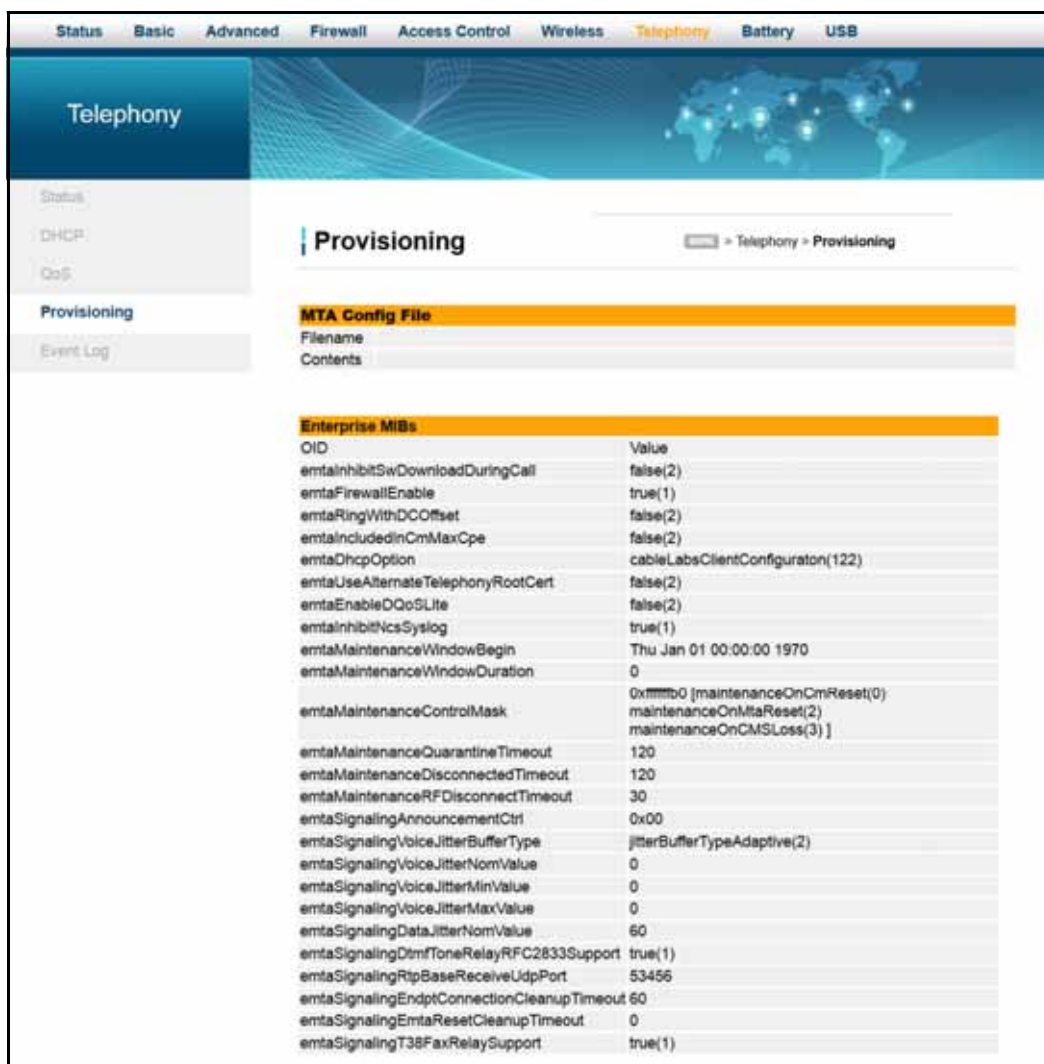 Status Basic Advanced Firewall Access Control Wireless Telephony Battery USB
Telephony
Status
DHCP
QoS
Provisioning
Event Log
Provisioning
> Telephony > Provisioning
MTA Config File
Filename
Contents
Enterprise MIBs
OID Value
emtaInhibitSwDownloadDuringCall false(2)
emtaFirewallEnable true(1)
emtaRingWithDCOffset false(2)
emtaIncludedInCmMaxCpe false(2)
emtaDhcpOption cableLabsClientConfiguraton(122)
emtaUseAlternateTelephonyRootCert false(2)
emtaEnableDQoSLite false(2)
emtaInhibitNcsSyslog true(1)
emtaMaintenanceWindowBegin Thu Jan 01 00:00:00 1970
emtaMaintenanceWindowDuration 0
emtaMaintenanceControlMask 0xffffffb0 [maintenanceOnCmReset(0)
maintenanceOnMtaReset(2)
maintenanceOnCMSLoss(3) ]
emtaMaintenanceQuarantineTimeout 120
emtaMaintenanceDisconnectedTimeout 120
emtaMaintenanceRFDisconnectTimeout 30
emtaSignalingAnnouncementCtrl 0x00
emtaSignalingVoiceJitterBufferType jitterBufferTypeAdaptive(2)
emtaSignalingVoiceJitterNomValue 0
emtaSignalingVoiceJitterMinValue 0
emtaSignalingVoiceJitterMaxValue 0
emtaSignalingDataJitterNomValue 60
emtaSignalingDtmfToneRelayRFC2833Support true(1)
emtaSignalingRtpBaseReceiveUdpPort 53456
emtaSignalingEndptConnectionCleanupTimeout 60
emtaSignalingEmtaResetCleanupTimeout 0
emtaSignalingT38FaxRelaySupport true(1)